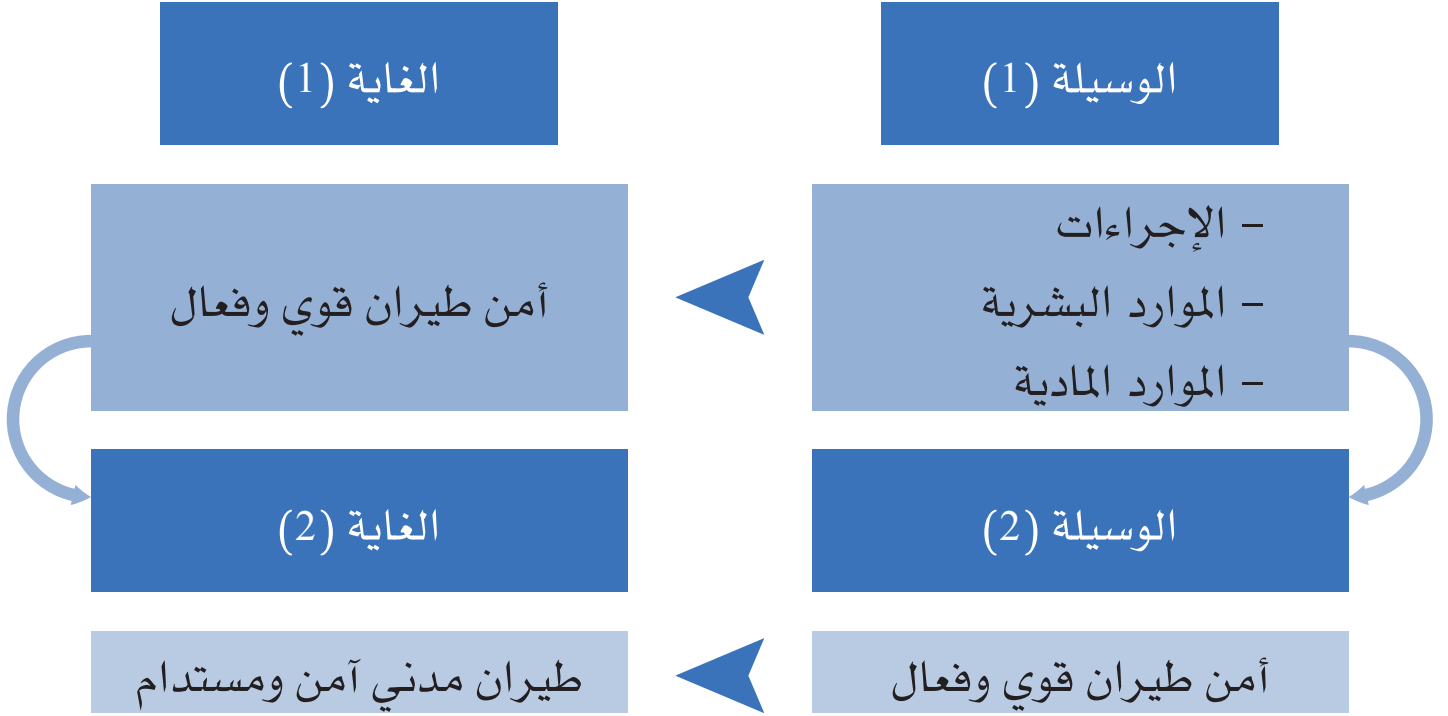 الوسيلة (1)
الغاية (1)
– الإجراءات
– الموارد البشرية
– الموارد المادية
أمن طيران قوي وفعال
الوسيلة (2)
الغاية (2)
أمن طيران قوي وفعال
طيران مدني آمن ومستدام